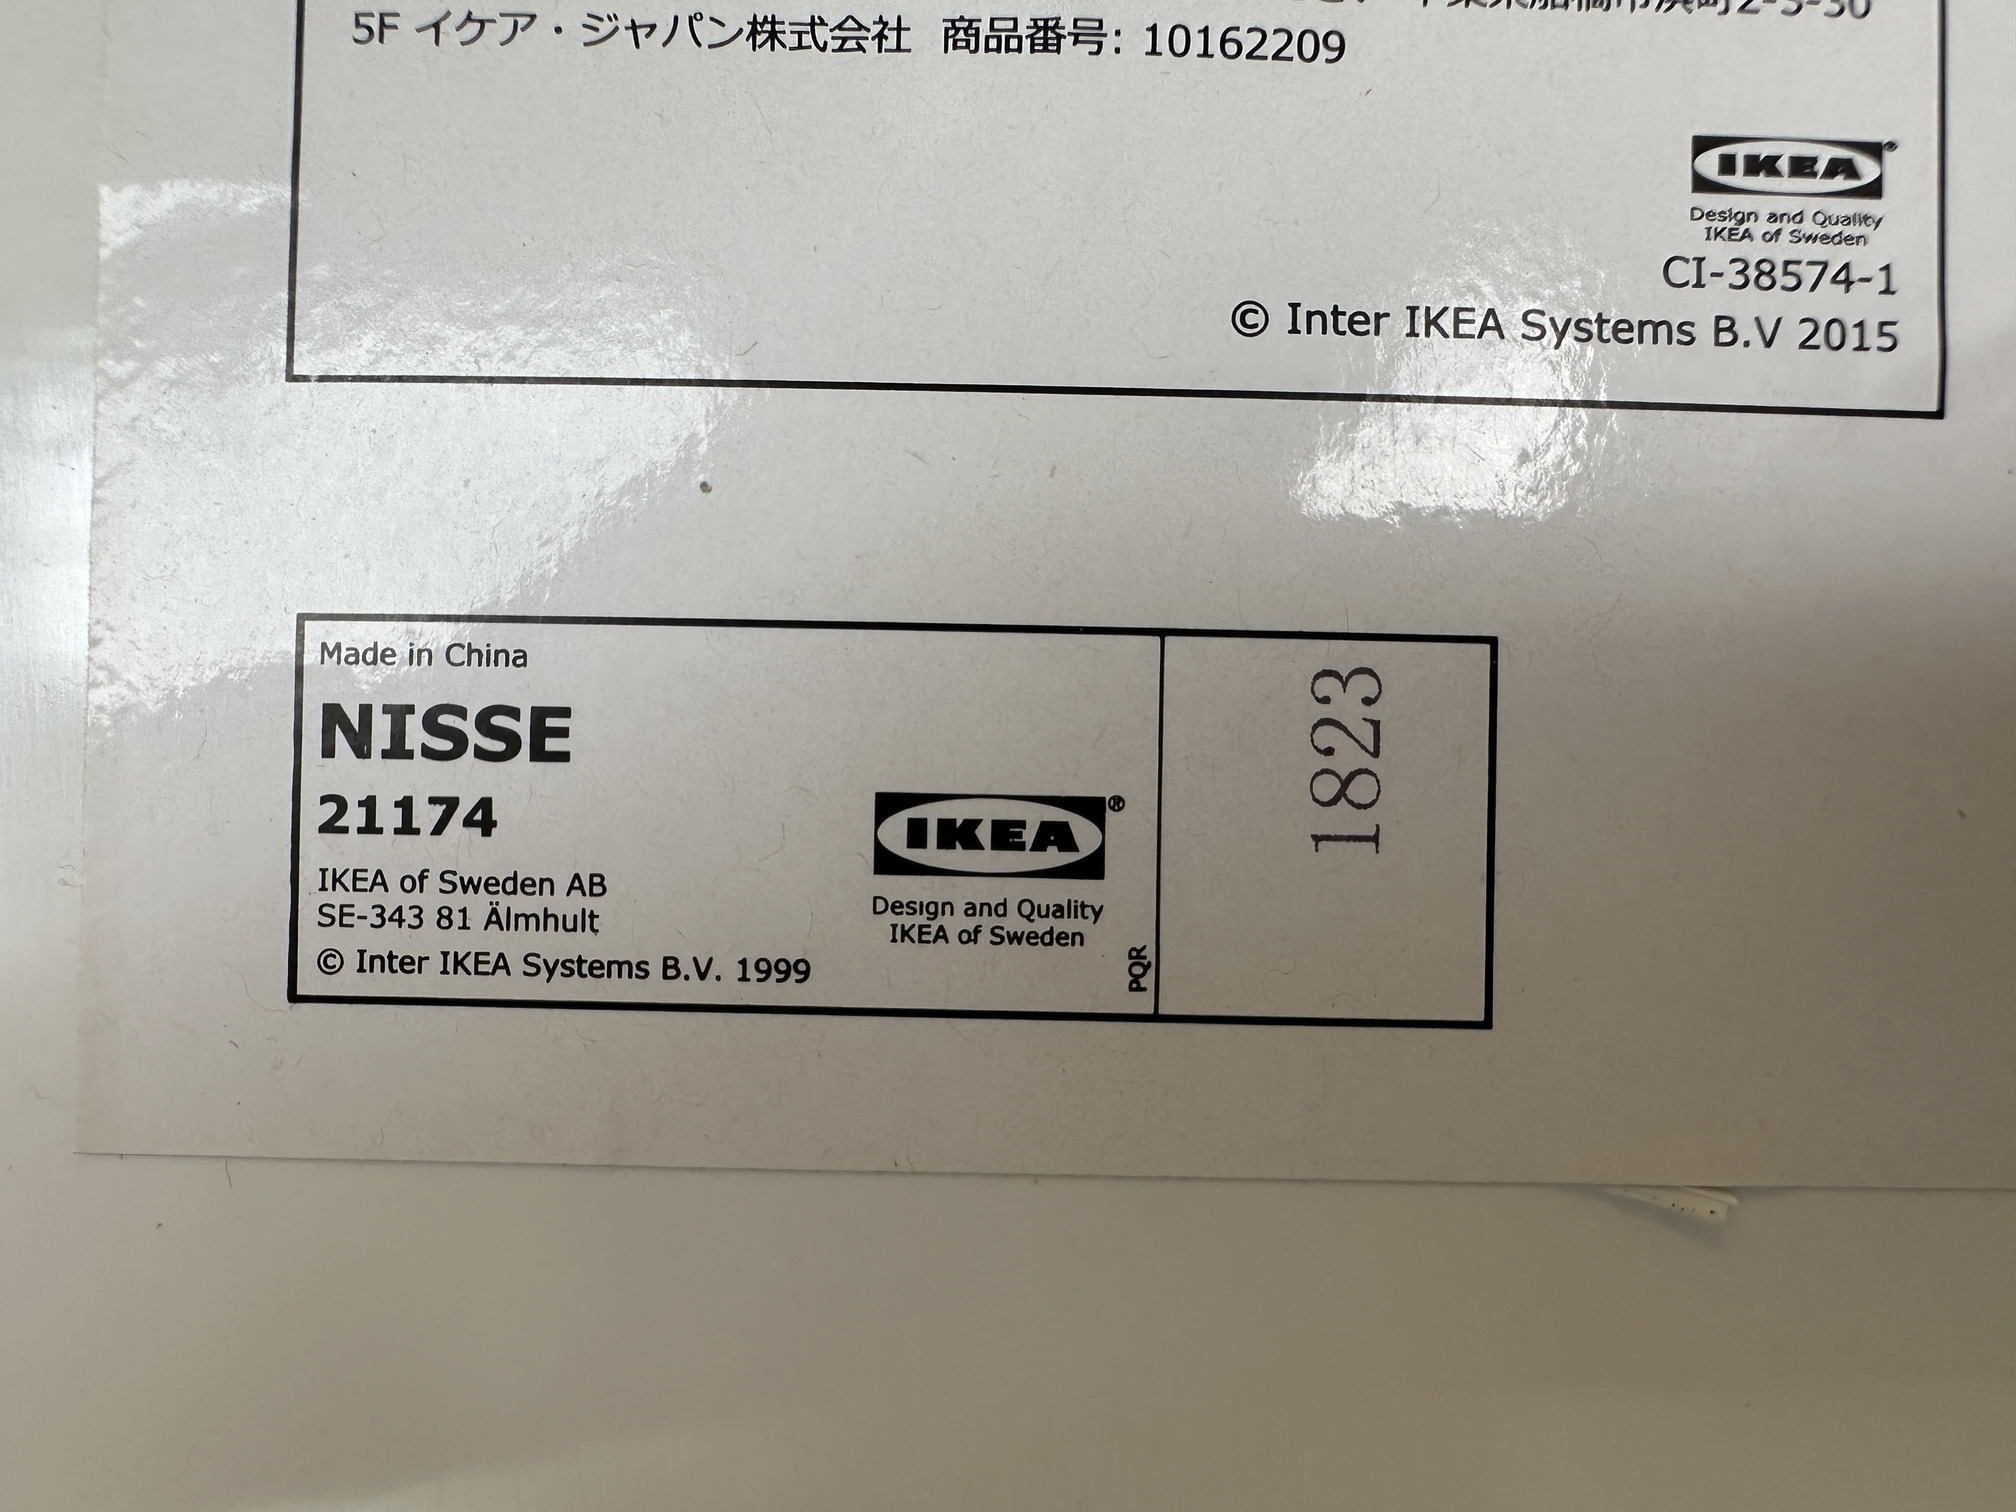 2-5-30
5F イケア・ジャパン株式会社 商品番号: 10162209
IKEA®
Design and Quality
IKEA of Sweden
CI-38574-1
© Inter IKEA Systems B.V 2015
Made in China
NISSE
21174
IKEA of Sweden AB
SE-343 81 Älmhult
© Inter IKEA Systems B.V. 1999
IKEA®
Design and Quality
IKEA of Sweden
PQR
1823